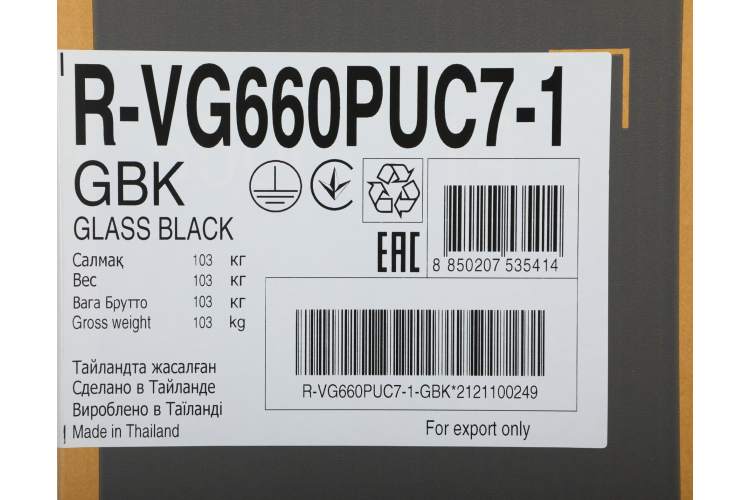 R-VG660PUC7-1
GBK
GLASS BLACK
EAC
8 850207 535414
Салмақ 103 кг
Вес 103 кг
Вага Брутто 103 кг
Gross weight 103 kg
R-VG660PUC7-1-GBK*2121100249
Тайландта жасалған
Сделано в Тайланде
Вироблено в Таїланді
Made in Thailand
For export only